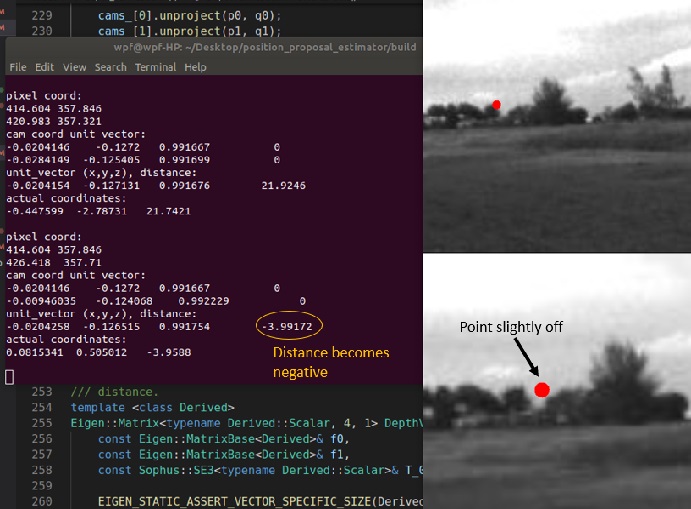 229 cams_[0].unproject(p0, q0);
230 cams_[1].unproject(p1, q1);
wpf@wpf-HP: ~/Desktop/position_proposal_estimator/build
File Edit View Search Terminal Help
pixel coord:
414.604 357.846
420.983 357.321
cam coord unit vector:
-0.0204146 -0.1272 0.991667 0
-0.0284149 -0.125405 0.991699 0
unit_vector (x,y,z), distance:
-0.0204154 -0.127131 0.991676 21.9246
actual coordinates:
-0.447599 -2.78731 21.7421
pixel coord:
414.604 357.846
426.418 357.71
cam coord unit vector:
-0.0204146 -0.1272 0.991667 0
-0.00946035 -0.124068 0.992229 0
unit_vector (x,y,z), distance:
-0.0204258 -0.126515 0.991754 -3.99172
actual coordinates:
0.0815341 0.505012 -3.9588
Distance becomes
negative
Point slightly off
253 /// distance.
254 template <class Derived>
255 Eigen::Matrix<typename Derived::Scalar, 4, 1>
256 const Eigen::MatrixBase<Derived>& f0,
257 const Eigen::MatrixBase<Derived>& f1,
258 const Sophus::SE3<typename Derived::Scalar>&
259
260 EIGEN_STATIC_ASSERT_VECTOR_SPECIFIC_SIZE(Derive